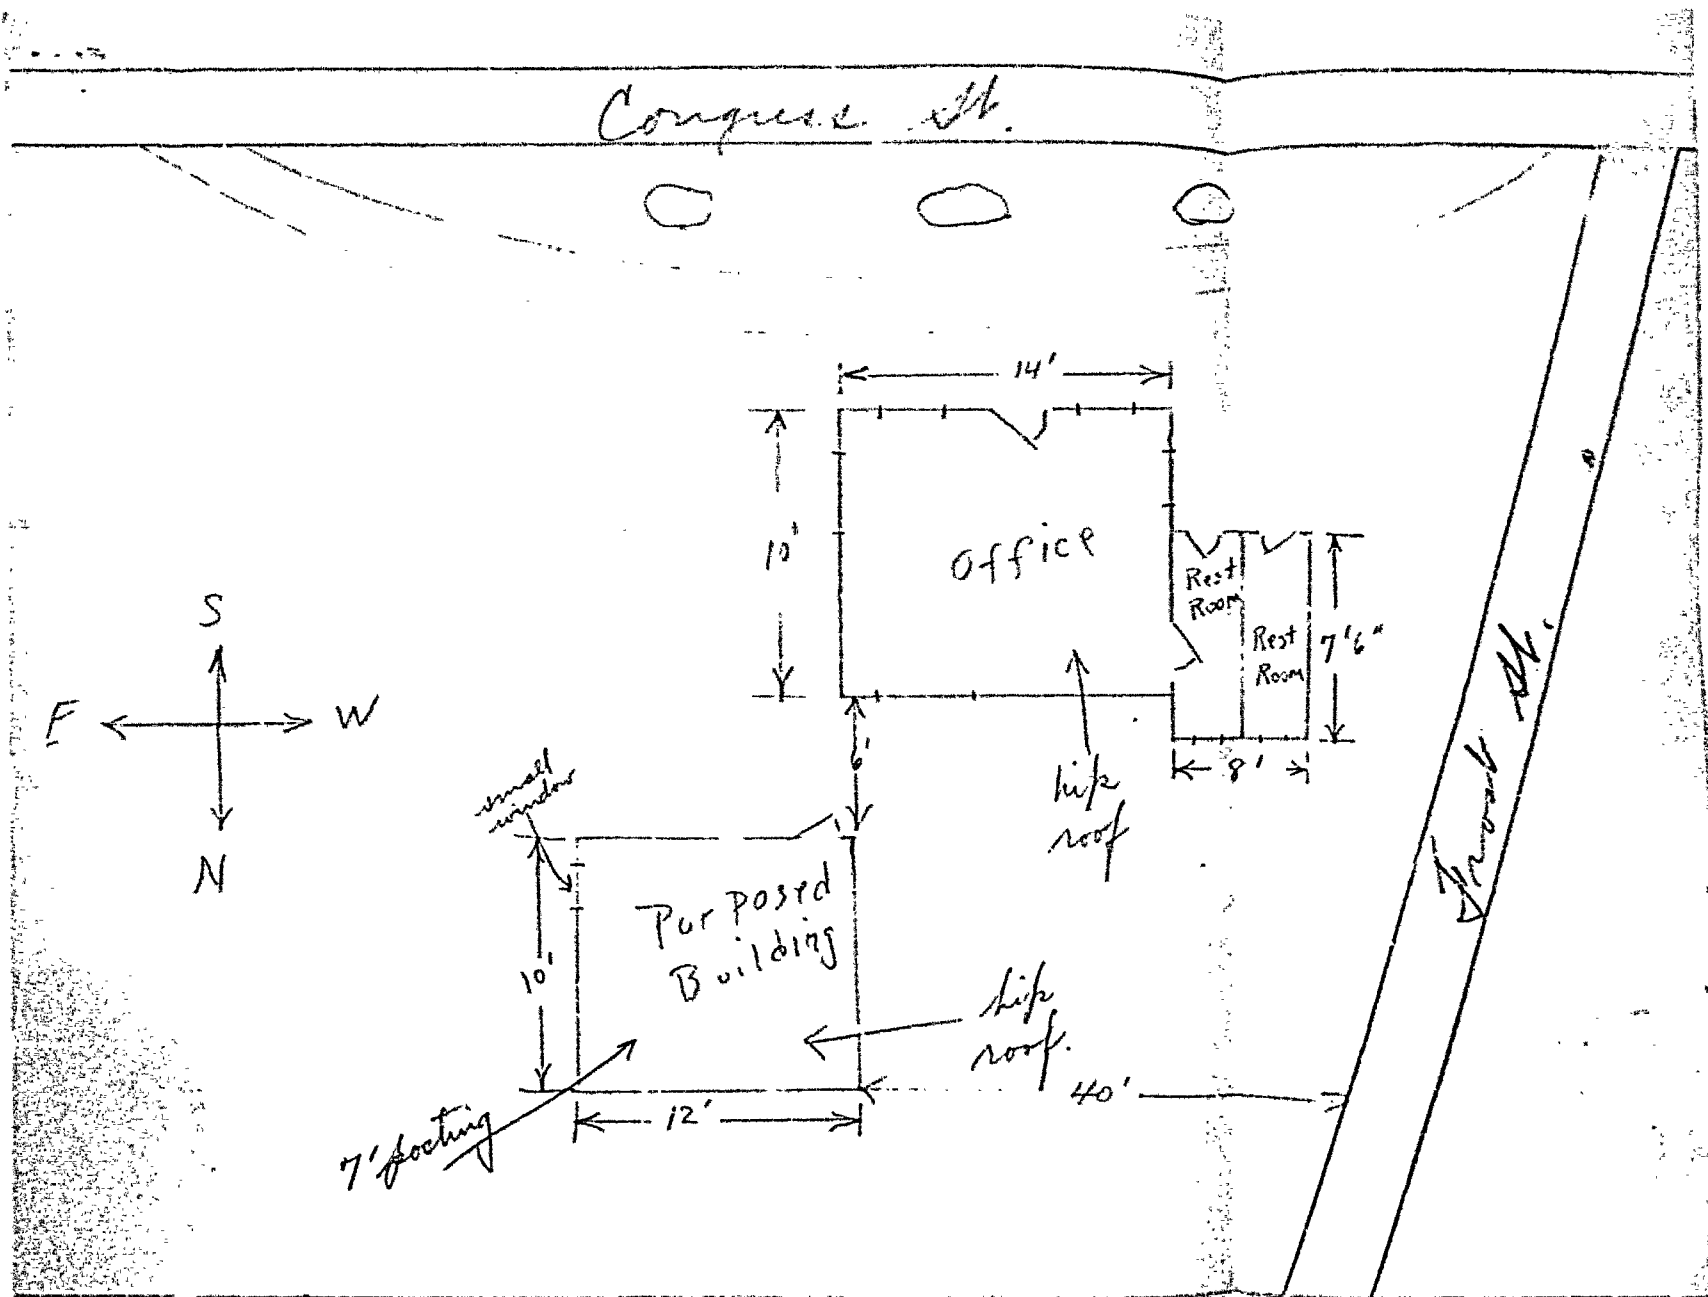 Congress St.
14'
10'
Office
Rest
Room
Rest
Room
7'6"
8'
S
E
W
N
6'
hip
roof
small
window
Purposed
Building
10'
hip
roof.
40'
12'
7' footing
Frost St.